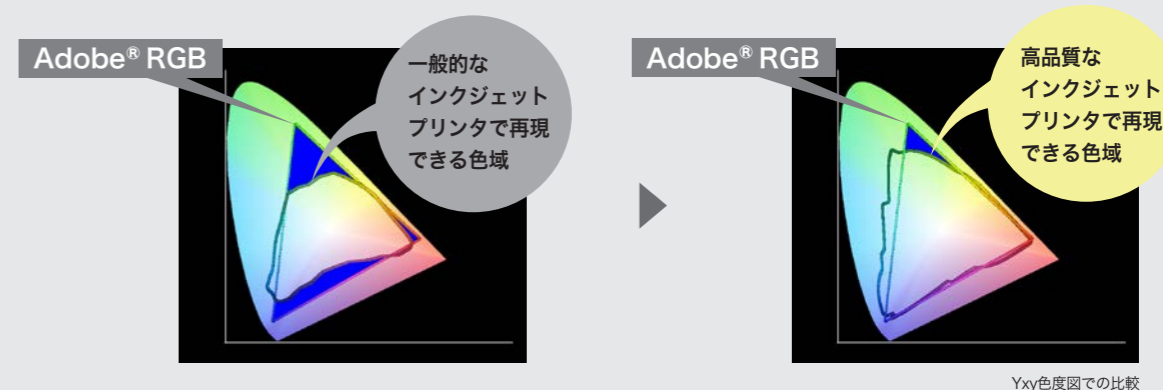 Adobe® RGB
一般的な
インクジェット
プリンタで再現
できる色域
Adobe® RGB
高品質な
インクジェット
プリンタで再現
できる色域
Yxy色度図での比較